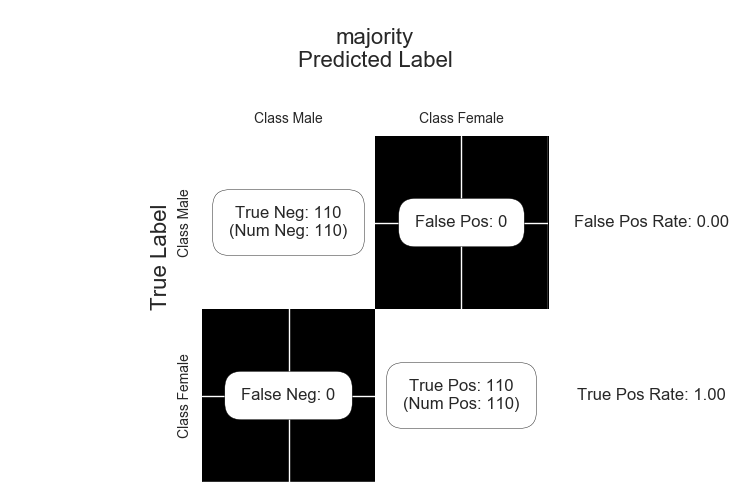 majority
Predicted Label
Class Male
Class Female
True Label
Class Male
True Neg: 110
(Num Neg: 110)
False Pos: 0
False Pos Rate: 0.00
Class Female
False Neg: 0
True Pos: 110
(Num Pos: 110)
True Pos Rate: 1.00